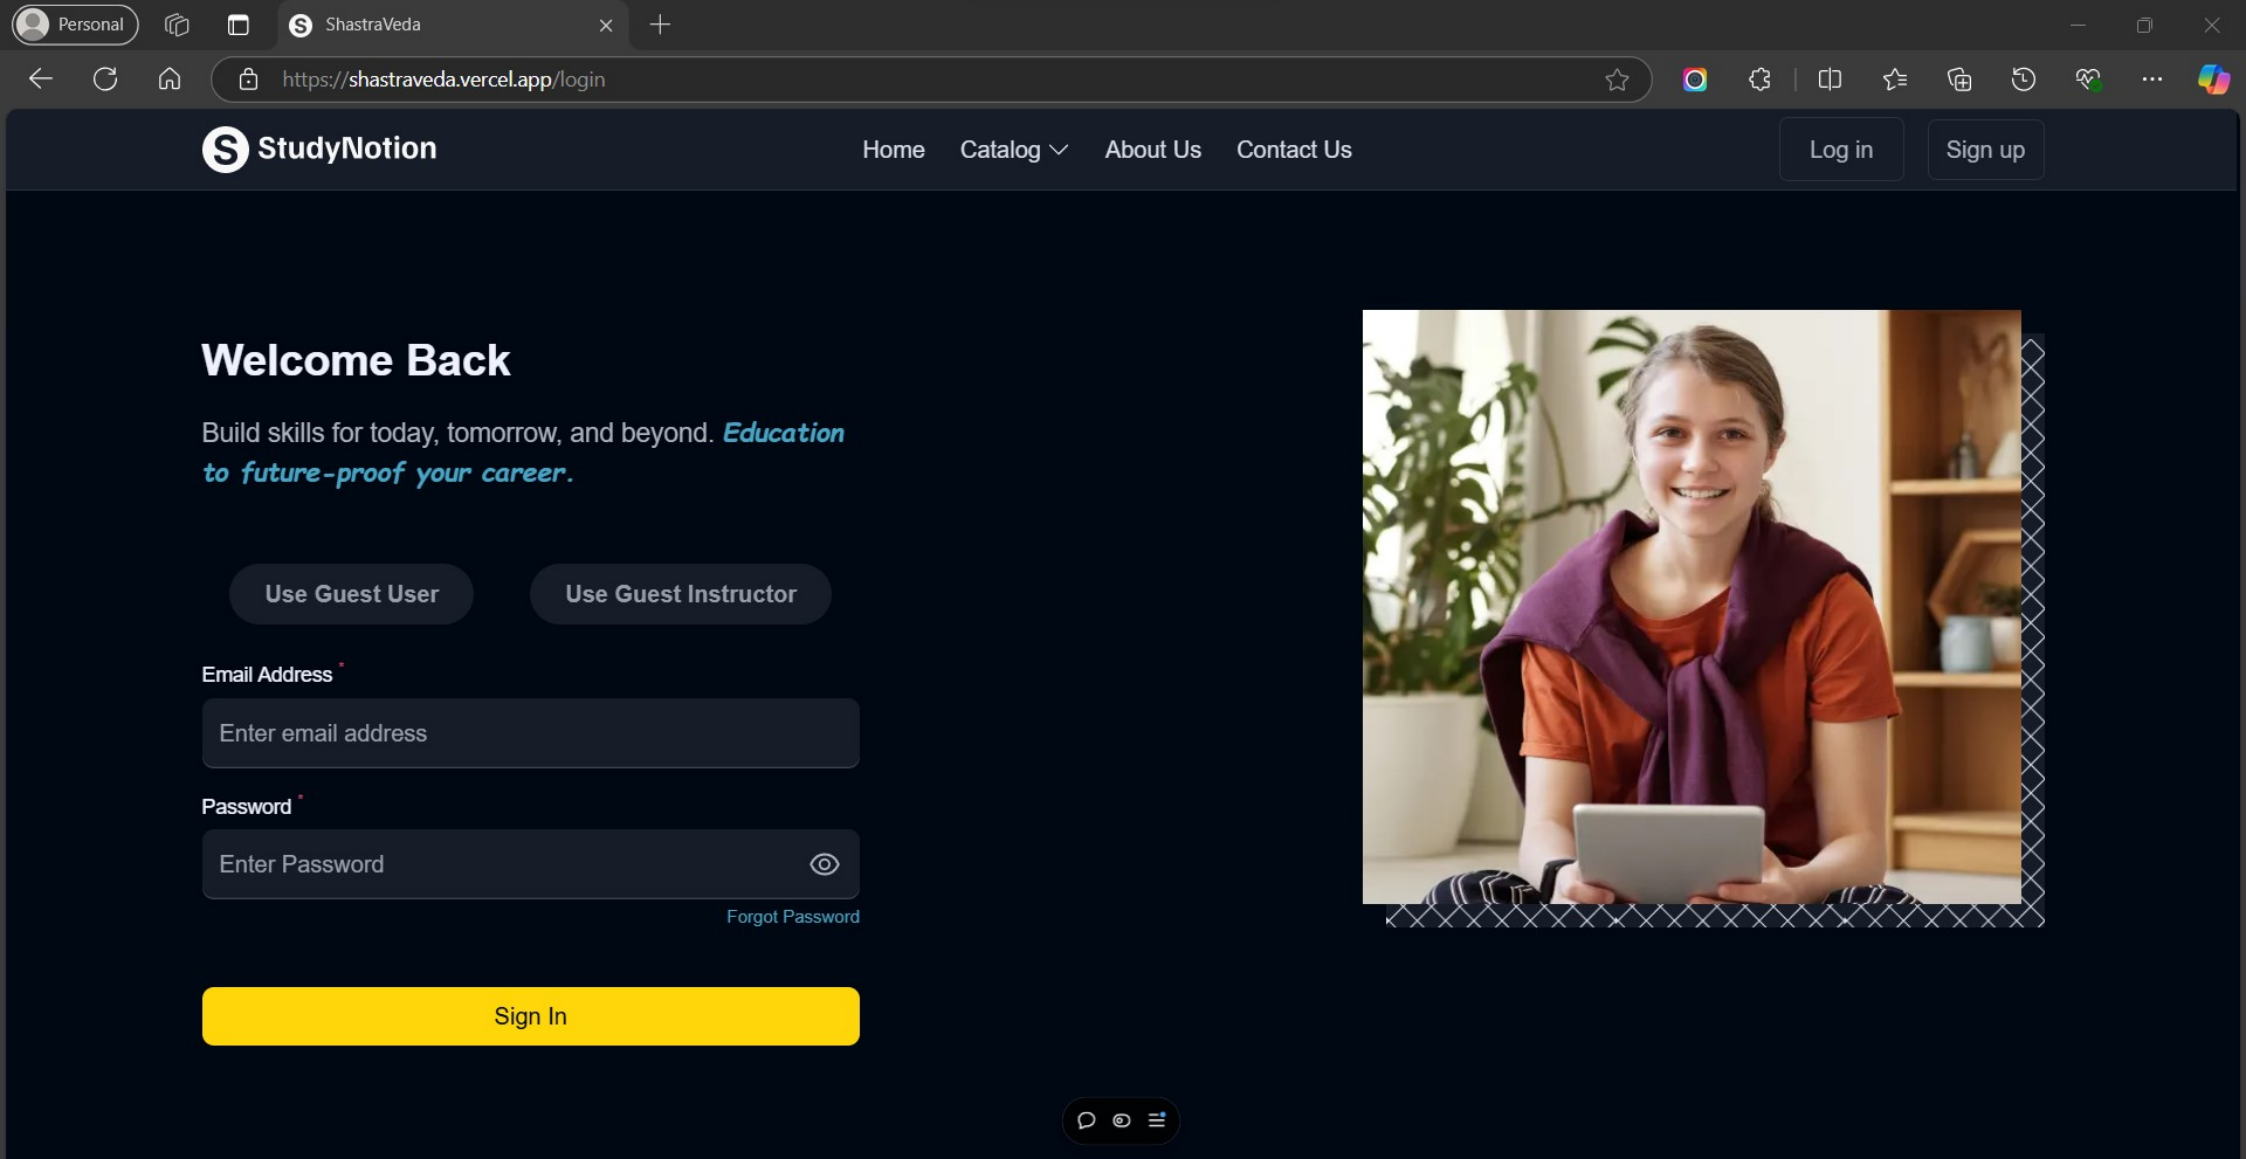 Personal
ShastraVeda
https://shastraveda.vercel.app/login
S StudyNotion
Home Catalog About Us Contact Us
Log in Sign up
Welcome Back
Build skills for today, tomorrow, and beyond. Education
to future-proof your career.
Use Guest User Use Guest Instructor
Email Address *
Enter email address
Password *
Enter Password
Forgot Password
Sign In